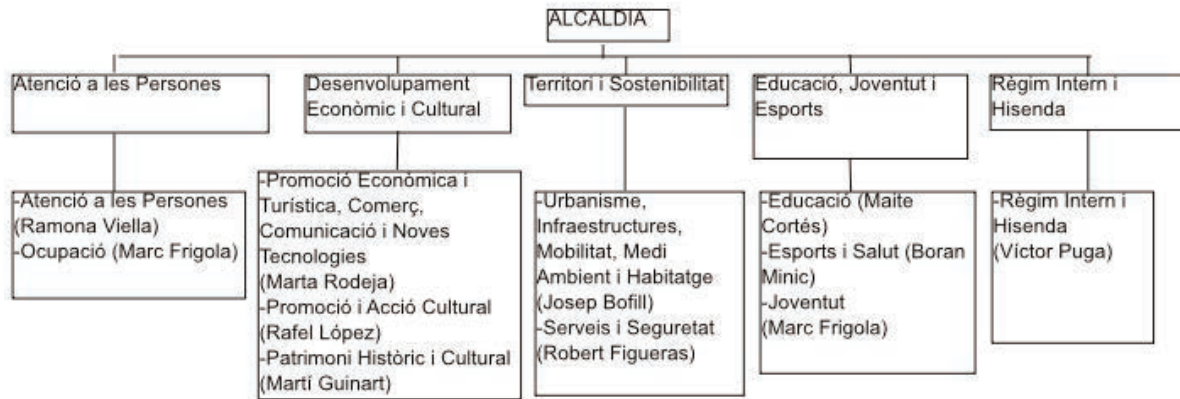 ALCALDIA
Atenció a les Persones
Desenvolupament
Econòmic i Cultural
Territori i Sostenibilitat
Educació, Joventut i
Esports
Règim Intern i
Hisenda
-Atenció a les Persones
(Ramona Viella)
-Ocupació (Marc Frigola)
-Promoció Econòmica i
Turística, Comerç,
Comunicació i Noves
Tecnologies
(Marta Rodeja)
-Promoció i Acció Cultural
(Rafel López)
-Patrimoni Històric i Cultural
(Martí Guinart)
-Urbanisme,
Infraestructures,
Mobilitat, Medi
Ambient i Habitatge
(Josep Bofill)
-Serveis i Seguretat
(Robert Figueras)
-Educació (Maite
Cortés)
-Esports i Salut (Boran
Minic)
-Joventut
(Marc Frigola)
-Règim Intern i
Hisenda
(Víctor Puga)